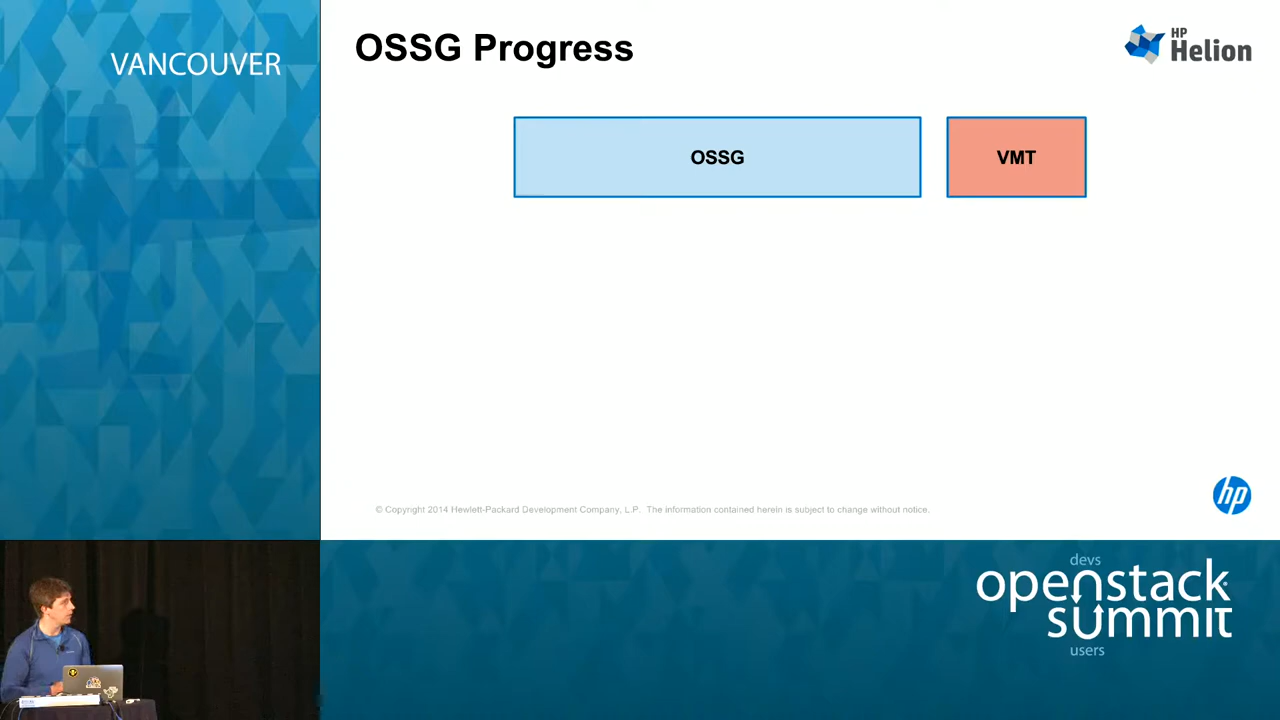 VANCOUVER
OSSG Progress
HP
Helion
OSSG
VMT
© Copyright 2014 Hewlett-Packard Development Company, L.P. The information contained herein is subject to change without notice.
hp
devs
openstack
summit
users